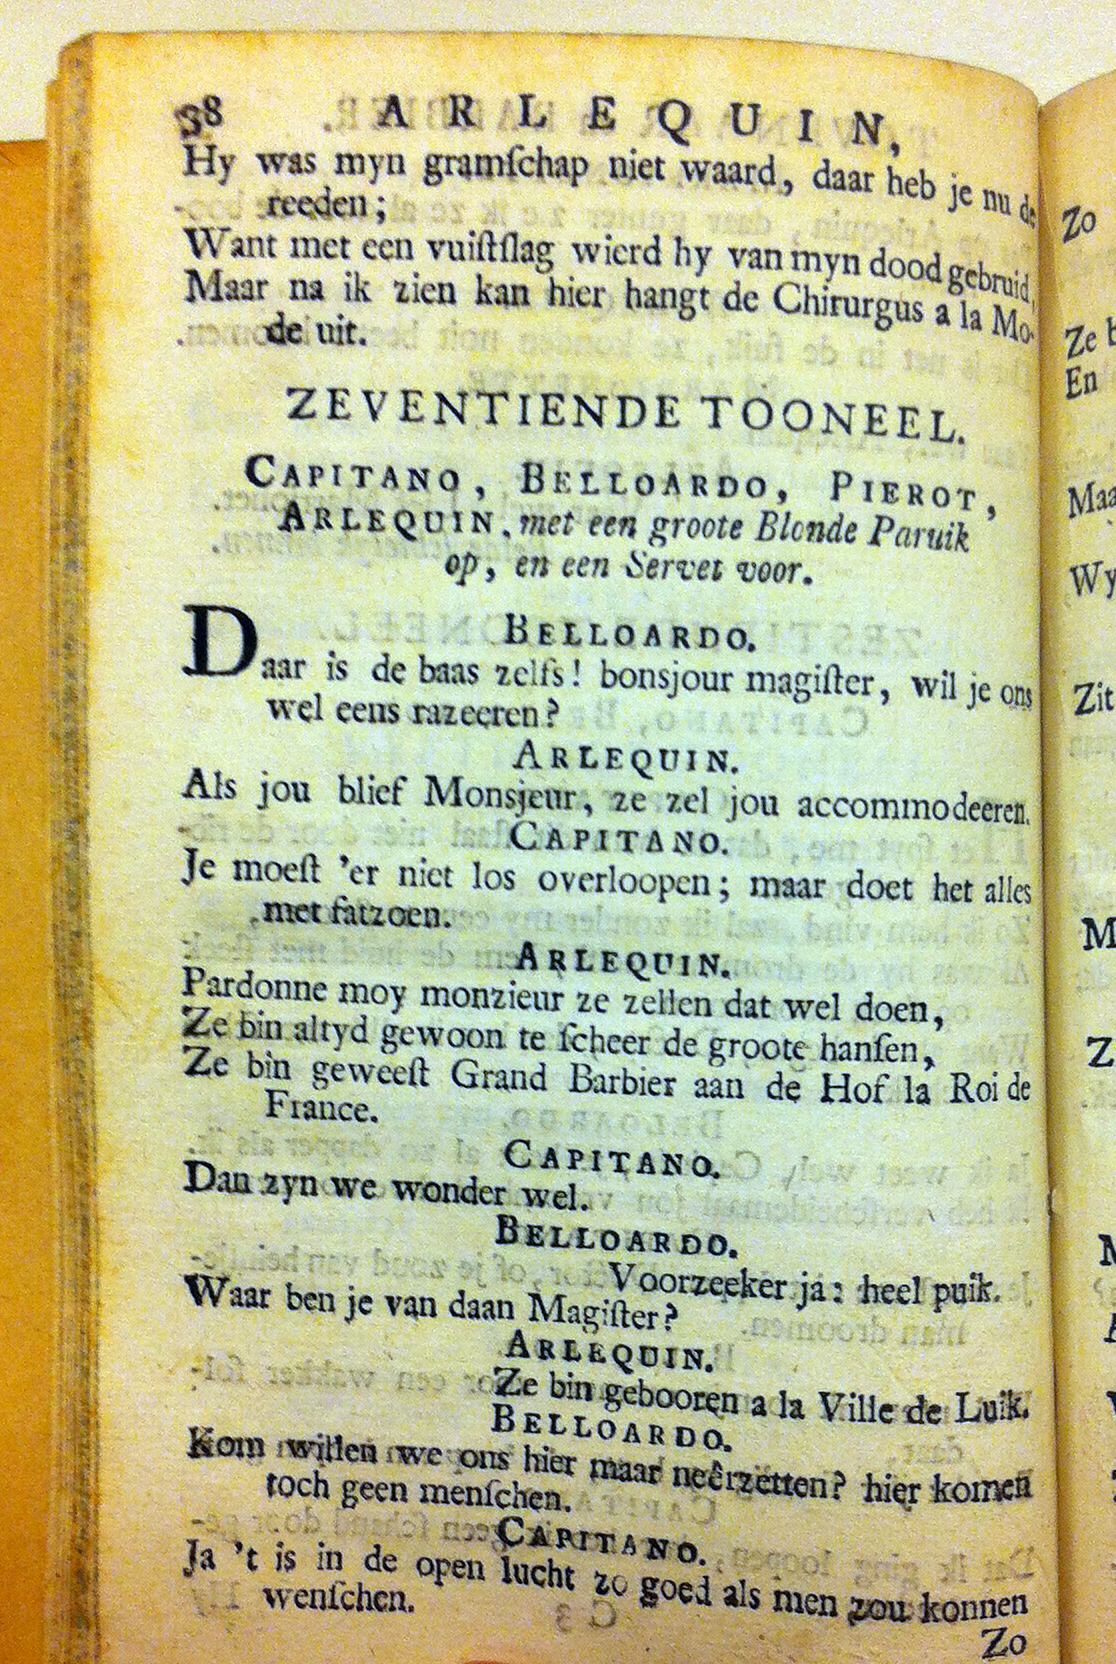 38 ARLEQUIN,
Hy was myn gramſchap niet waard, daar heb je nu de
reeden;
Want met een vuiſtſlag wierd hy van myn dood gebruid,
Maar na ik zien kan hier hangt de Chirurgus a la Mo-
de uit.
ZEVENTIENDE TOONEEL.
CAPITANO, BELLOARDO, PIEROT,
ARLEQUIN, met een groote Blonde Paruik
op, en een Servet voor.
BELLOARDO.
Daar is de baas zelfs! bonsjour magiſter, wil je ons
wel eens razeeren?
ARLEQUIN.
Als jou blief Monsjeur, ze zel jou accommodeeren.
CAPITANO.
Je moeſt 'er niet los overloopen; maar doet het alles
met fatzoen.
ARLEQUIN.
Pardonne moy monzieur ze zellen dat wel doen,
Ze bin altyd gewoon te ſcheer de groote hanſen,
Ze bin geweeſt Grand Barbier aan de Hof la Roi de
France.
CAPITANO.
Dan zyn we wonder wel.
BELLOARDO.
Voorzeeker ja: heel puik.
Waar ben je van daan Magiſter?
ARLEQUIN.
Ze bin gebooren a la Ville de Luik.
BELLOARDO.
Kom willen we ons hier maar neêrzetten? hier komen
toch geen menſchen.
CAPITANO.
Ja 't is in de open lucht zo goed als men zou konnen
wenſchen.
Zo
Zo
Ze b
En
Maa
Wy
Zit
M
Z